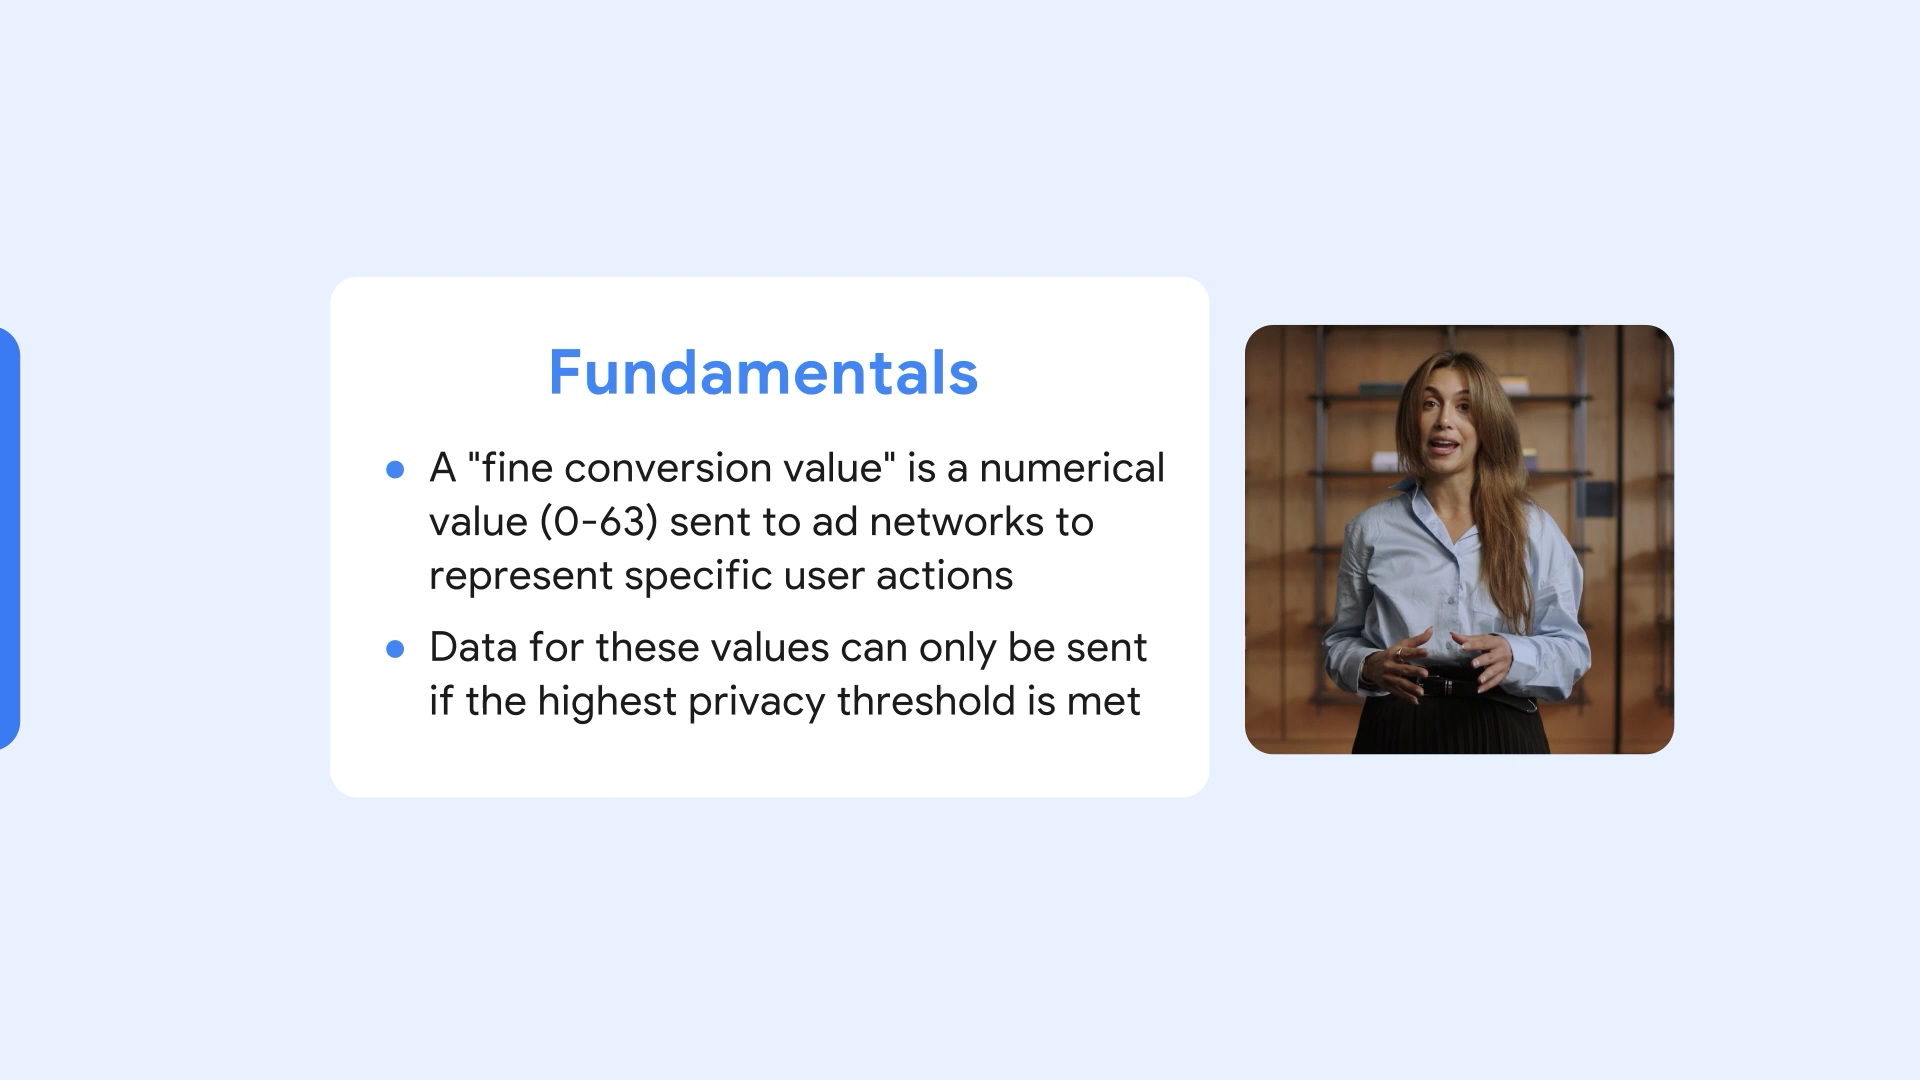 Fundamentals
A "fine conversion value" is a numerical
value (0-63) sent to ad networks to
represent specific user actions
Data for these values can only be sent
if the highest privacy threshold is met